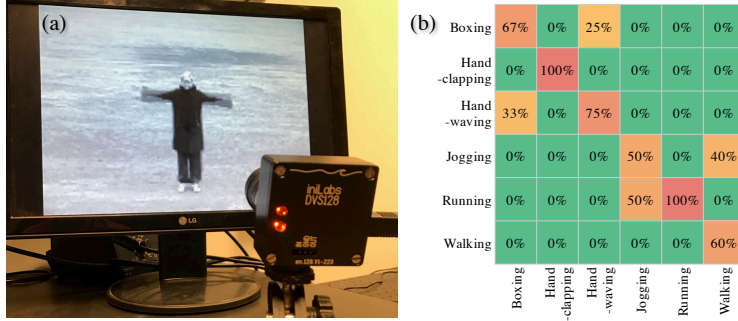 (a)
iniLabs
DVS128
LG
(b)
Boxing 67% 0% 25% 0% 0% 0%
Hand
-clapping 0% 100% 0% 0% 0% 0%
Hand
-waving 33% 0% 75% 0% 0% 0%
Jogging 0% 0% 0% 50% 0% 40%
Running 0% 0% 0% 50% 100% 0%
Walking 0% 0% 0% 0% 0% 60%
Boxing
Hand
-clapping
Hand
-waving
Jogging
Running
Walking